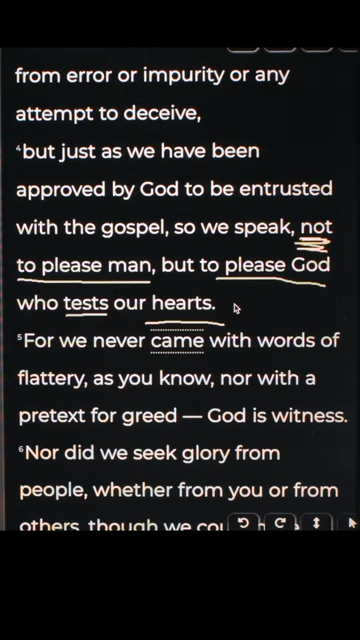 from error or impurity or any
attempt to deceive,
⁴but just as we have been
approved by God to be entrusted
with the gospel, so we speak, not
to please man, but to please God
who tests our hearts.
⁵For we never came with words of
flattery, as you know, nor with a
pretext for greed — God is witness.
⁶Nor did we seek glory from
people, whether from you or from
others, though we